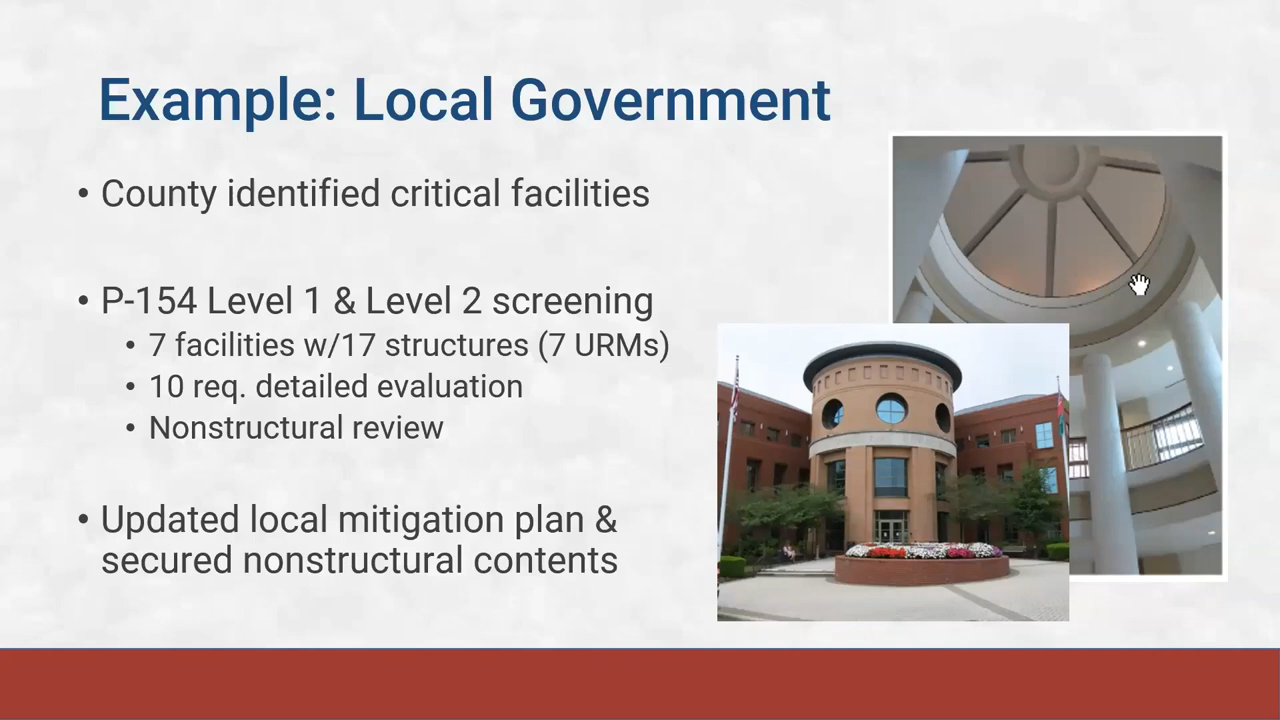 Example: Local Government
• County identified critical facilities
• P-154 Level 1 & Level 2 screening
• 7 facilities w/17 structures (7 URMs)
• 10 req. detailed evaluation
• Nonstructural review
• Updated local mitigation plan &
secured nonstructural contents